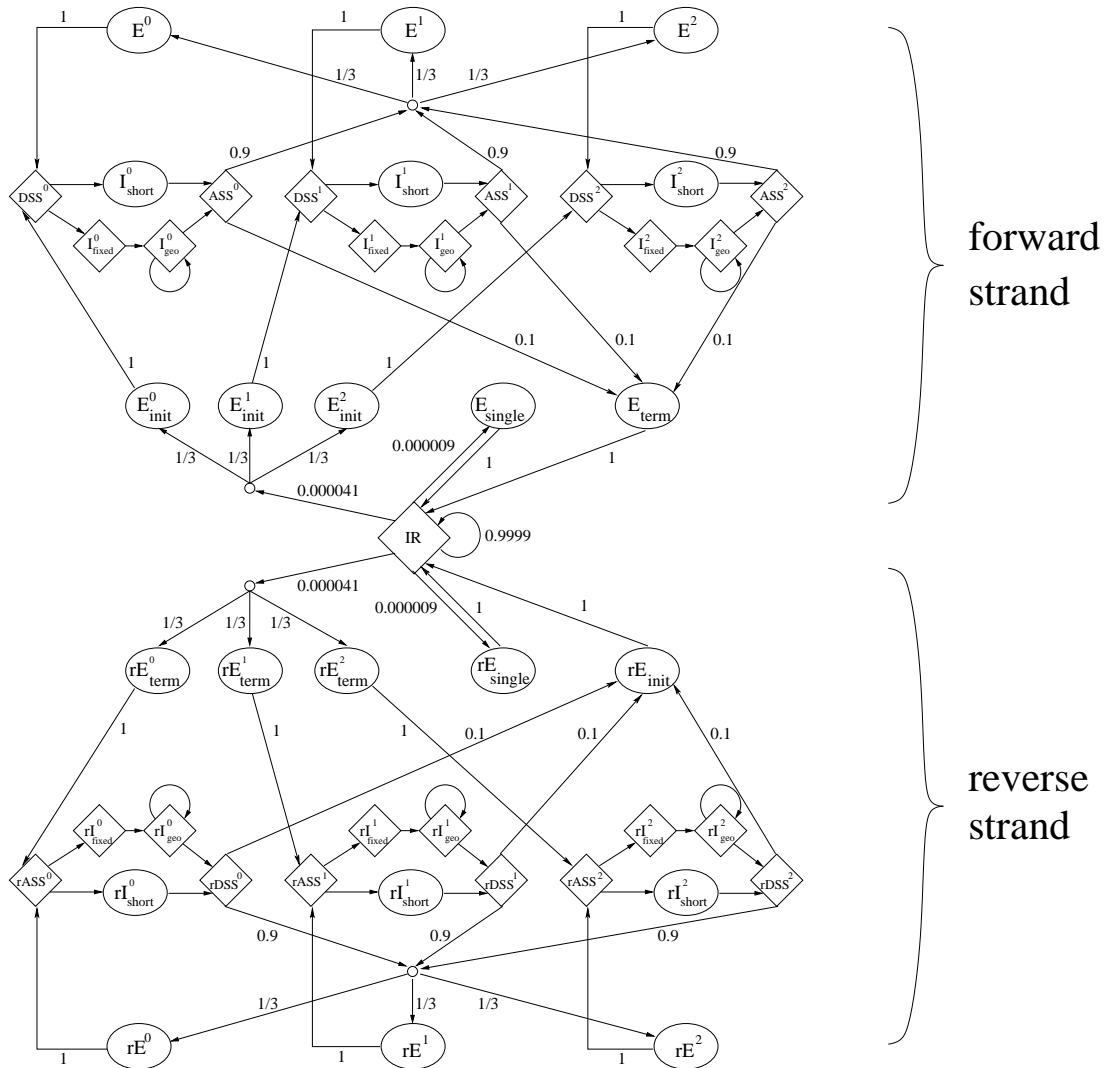 1 E^0 1 E^1 1 E^2
1/3 1/3 1/3
0.9 0.9 0.9
DSS^0 I^0_short ASS^0 DSS^1 I^1_short ASS^1 DSS^2 I^2_short ASS^2
I^0_fixed I^0_geo I^1_fixed I^1_geo I^2_fixed I^2_geo
forward
strand
0.1 0.1 0.1
1 1 1
E^0_init E^1_init E^2_init E_single E_term
0.000009
1/3 1/3 1/3 1 1
0.000041
IR 0.9999
0.000041
0.000009 1 1
1/3 1/3 1/3
rE^0_term rE^1_term rE^2_term rE_single rE_init
1 1 1 0.1 0.1 0.1
reverse
strand
rI^0_fixed rI^0_geo rI^1_fixed rI^1_geo rI^2_fixed rI^2_geo
rASS^0 rI^0_short rDSS^0 rASS^1 rI^1_short rDSS^1 rASS^2 rI^2_short rDSS^2
0.9 0.9 0.9
1/3 1/3 1/3
1 rE^0 1 rE^1 1 rE^2